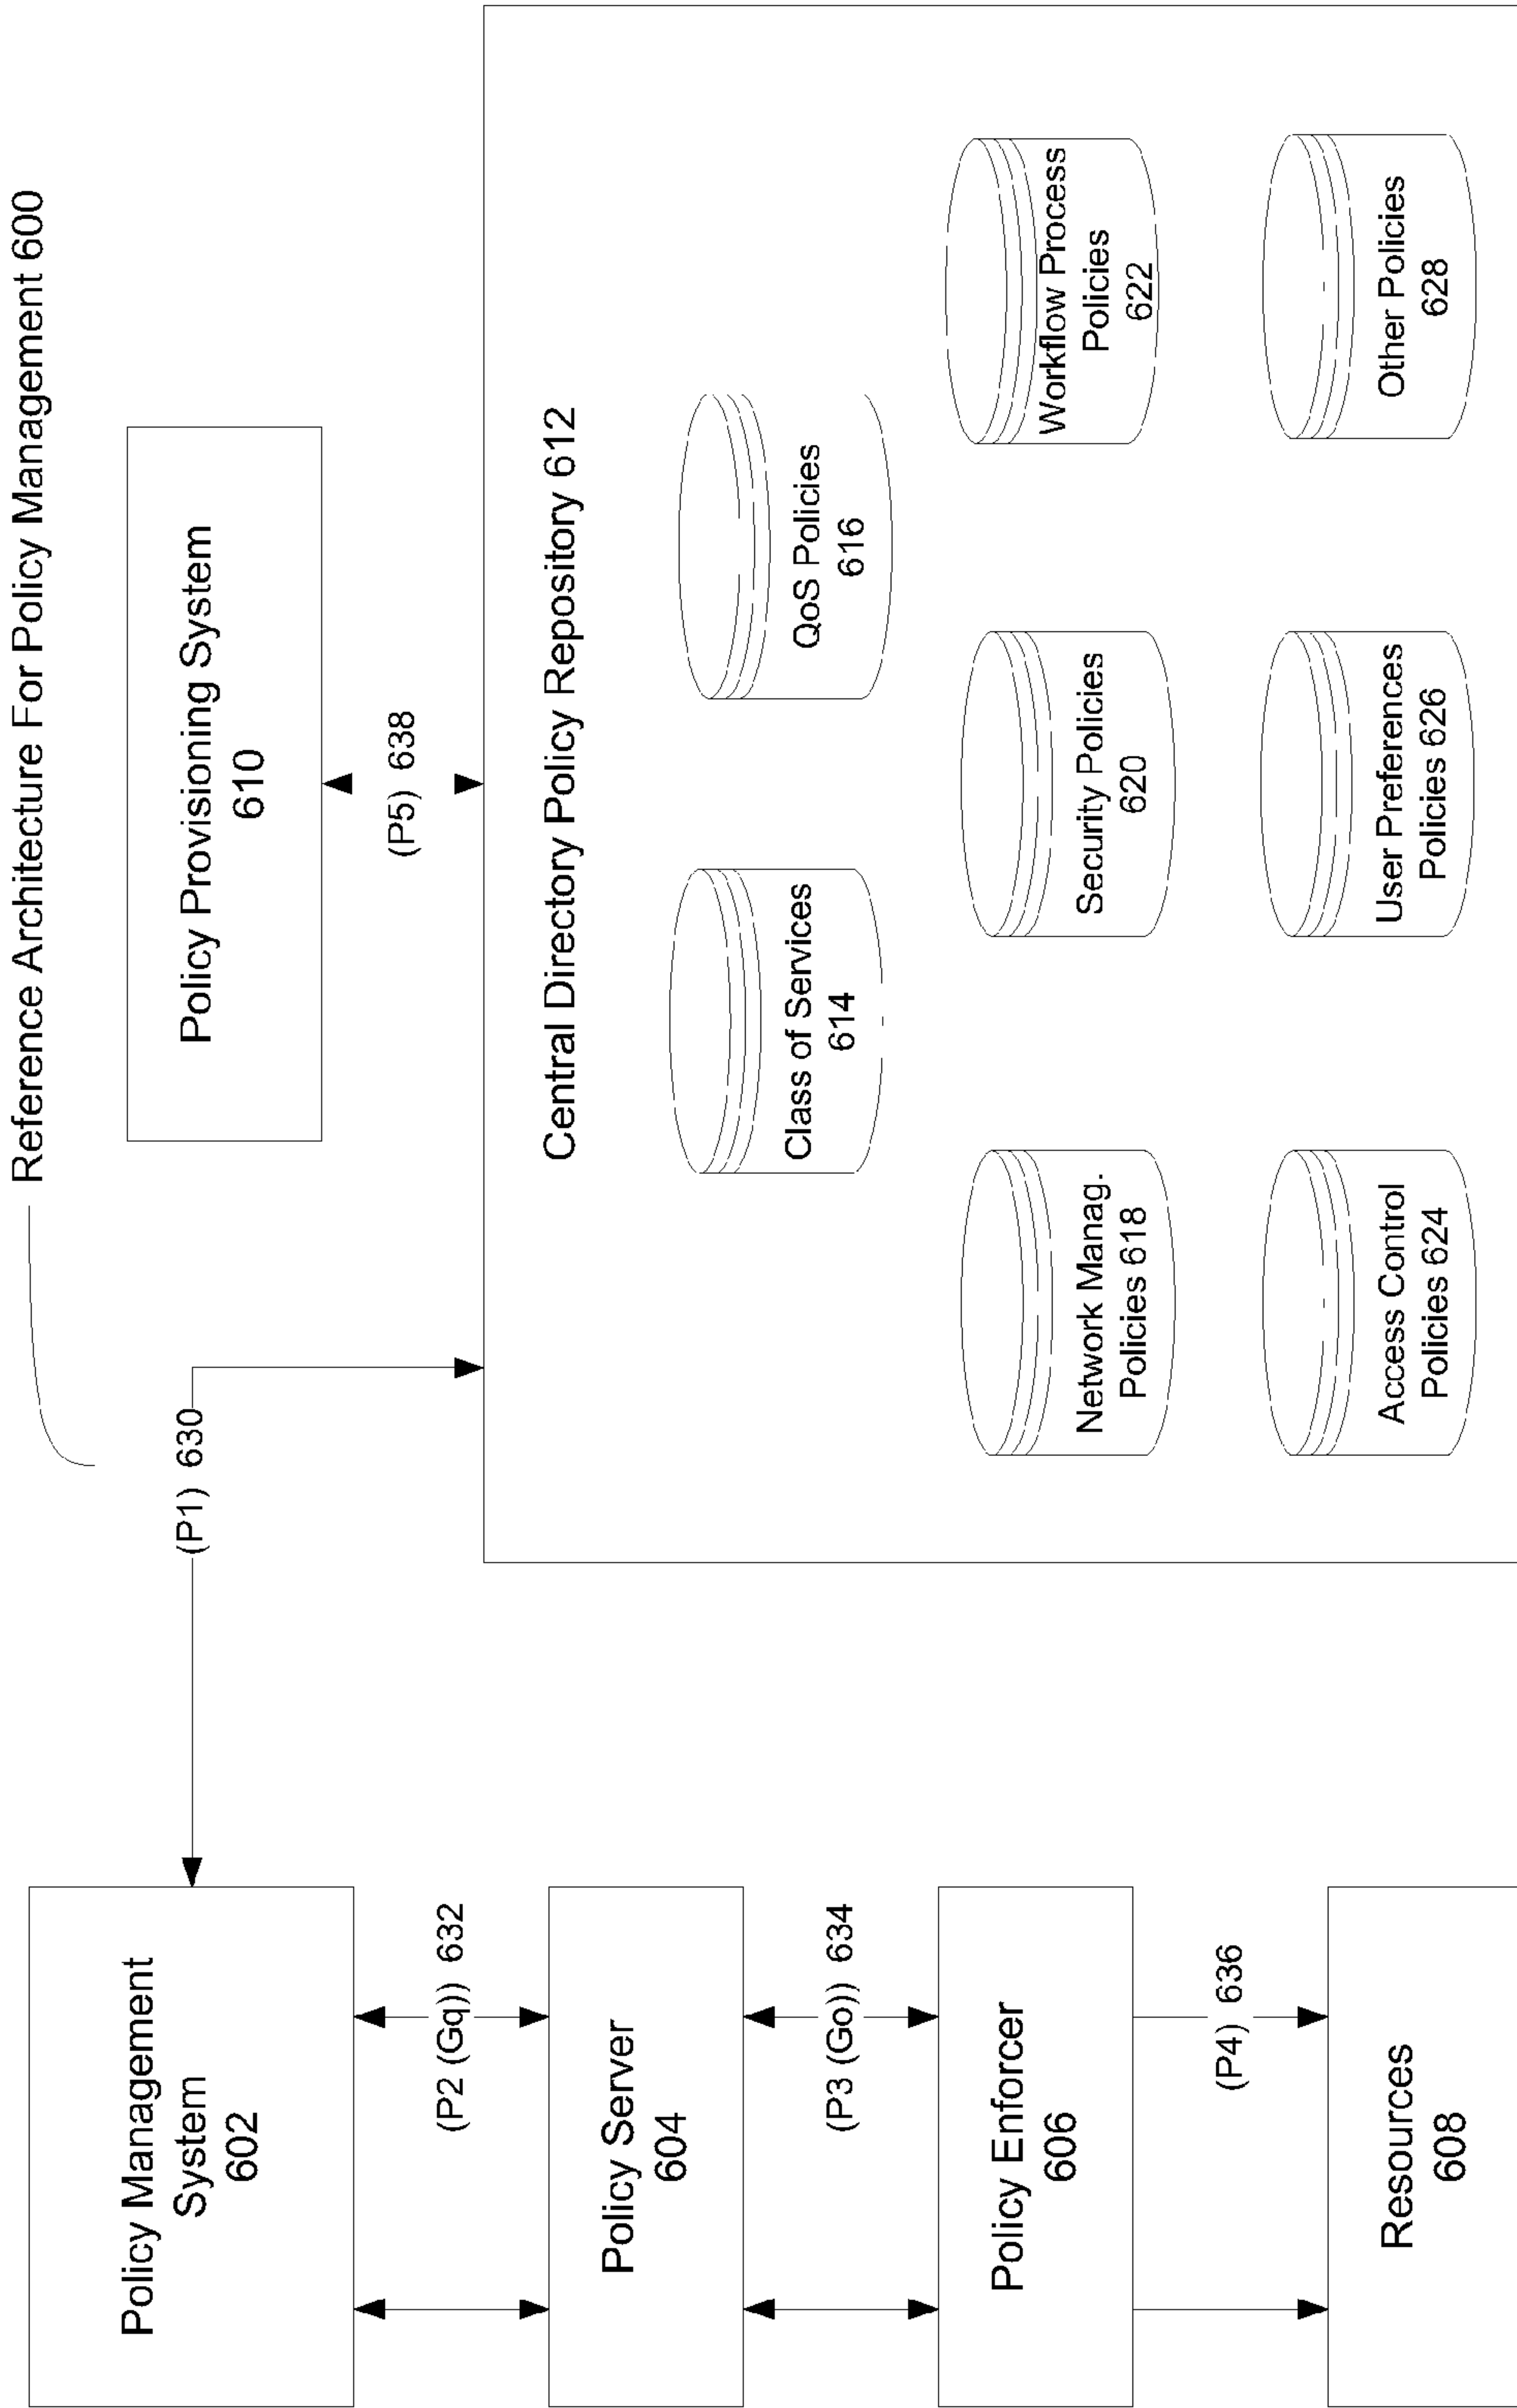 Reference Architecture For Policy Management 600
Policy Management
System
602
(P1) 630
Policy Provisioning System
610
(P2 (Gq)) 632
(P5) 638
Policy Server
604
Central Directory Policy Repository 612
Class of Services
614
QoS Policies
616
(P3 (Go)) 634
Policy Enforcer
606
Network Manag.
Policies 618
Security Policies
620
Workflow Process
Policies
622
(P4) 636
Resources
608
Access Control
Policies 624
User Preferences
Policies 626
Other Policies
628